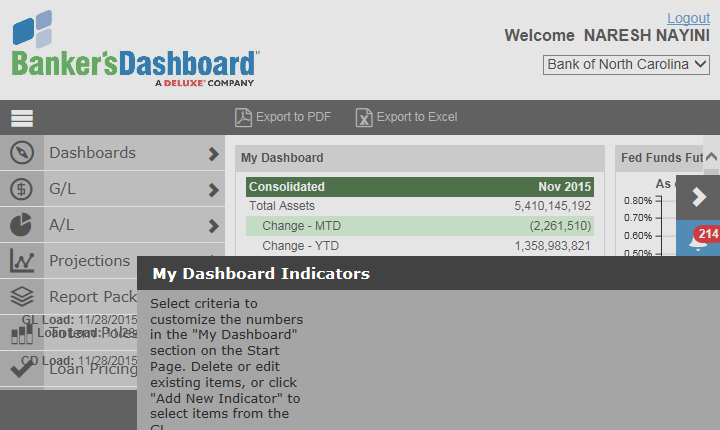 Logout
Welcome NARESH NAYINI
Banker'sDashboard™
A DELUXE® COMPANY
Bank of North Carolina
Export to PDF
Export to Excel
Dashboards
G/L
A/L
Projections
Report Pack
GL Load: 11/28/2015
Loan Load: 11/28
CD Load: 11/28/2015
Loan Pricing
My Dashboard
Consolidated Nov 2015
Total Assets 5,410,145,192
Change - MTD (2,261,510)
Change - YTD 1,358,983,821
Fed Funds Fut
As
0.80%
0.70%
0.60%
0.50%
214
My Dashboard Indicators
Select criteria to
customize the numbers
in the "My Dashboard"
section on the Start
Page. Delete or edit
existing items, or click
"Add New Indicator" to
select items from the